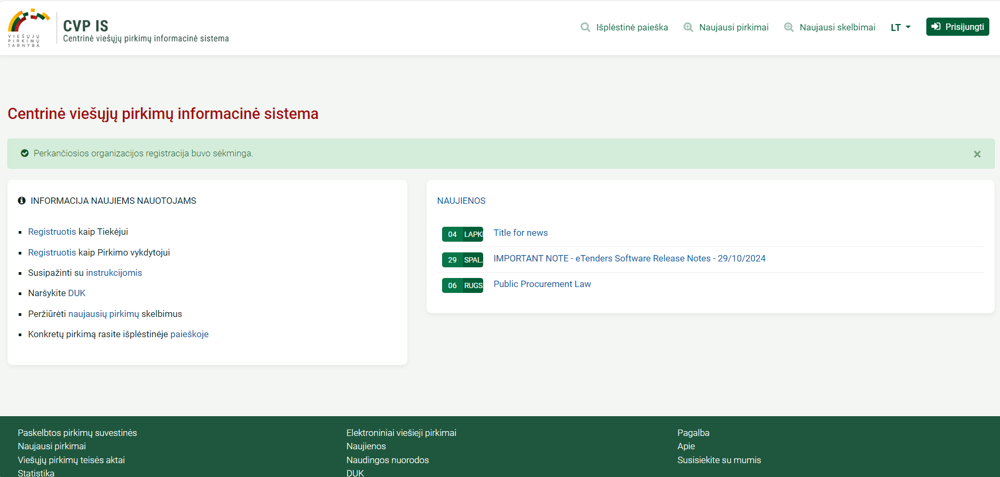 VIEŠŲJŲ
PIRKIMŲ
TARNYBA
CVP IS
Centrinė viešųjų pirkimų informacinė sistema
Išplėstinė paieška
Naujausi pirkimai
Naujausi skelbimai
LT
Prisijungti
Centrinė viešųjų pirkimų informacinė sistema
Perkančiosios organizacijos registracija buvo sėkminga.
INFORMACIJA NAUJIEMS NAUOTOJAMS
Registruotis kaip Tiekėjui
Registruotis kaip Pirkimo vykdytojui
Susipažinti su instrukcijomis
Naršykite DUK
Peržiūrėti naujausių pirkimų skelbimus
Konkretų pirkimą rasite išplėstinėje paieškoje
NAUJIENOS
04 LAPK Title for news
29 SPAL. IMPORTANT NOTE - eTenders Software Release Notes - 29/10/2024
06 RUGS Public Procurement Law
Paskelbtos pirkimų suvestinės
Naujausi pirkimai
Viešųjų pirkimų teisės aktai
Statistika
Elektroniniai viešieji pirkimai
Naujienos
Naudingos nuorodos
DUK
Pagalba
Apie
Susisiekite su mumis